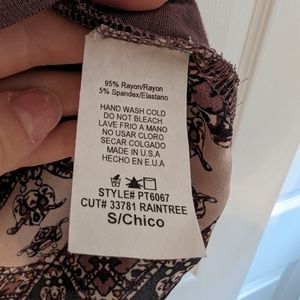 95% Rayon/Rayon
5% Spandex/Elastano
HAND WASH COLD
DO NOT BLEACH
LAVE FRIO A MANO
NO USAR CLORO
SECAR COLGADO
MADE IN U.S.A
HECHO EN E.U.A
STYLE# PT6067
CUT# 33781 RAINTREE
S/Chico